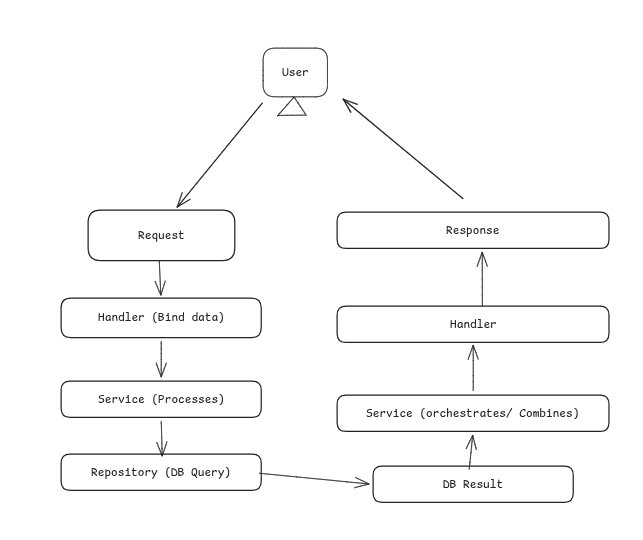 User
Request
Handler (Bind data)
Service (Processes)
Repository (DB Query)
Response
Handler
Service (orchestrates/ Combines)
DB Result